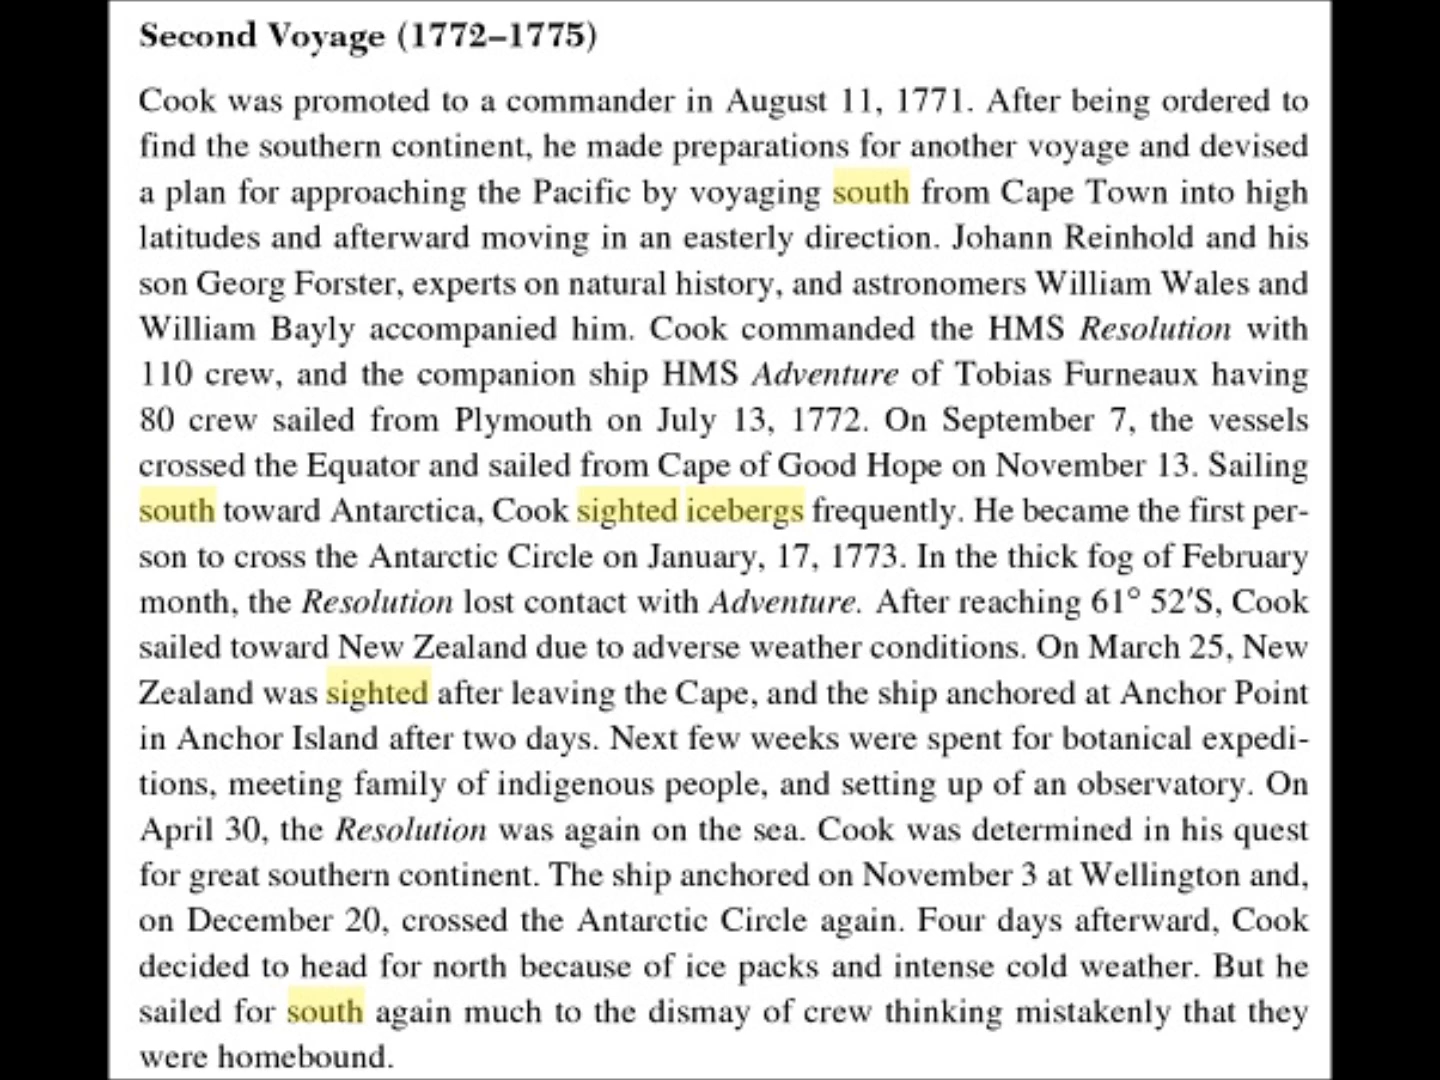 Second Voyage (1772–1775)
Cook was promoted to a commander in August 11, 1771. After being ordered to
find the southern continent, he made preparations for another voyage and devised
a plan for approaching the Pacific by voyaging south from Cape Town into high
latitudes and afterward moving in an easterly direction. Johann Reinhold and his
son Georg Forster, experts on natural history, and astronomers William Wales and
William Bayly accompanied him. Cook commanded the HMS Resolution with
110 crew, and the companion ship HMS Adventure of Tobias Furneaux having
80 crew sailed from Plymouth on July 13, 1772. On September 7, the vessels
crossed the Equator and sailed from Cape of Good Hope on November 13. Sailing
south toward Antarctica, Cook sighted icebergs frequently. He became the first per-
son to cross the Antarctic Circle on January, 17, 1773. In the thick fog of February
month, the Resolution lost contact with Adventure. After reaching 61° 52′S, Cook
sailed toward New Zealand due to adverse weather conditions. On March 25, New
Zealand was sighted after leaving the Cape, and the ship anchored at Anchor Point
in Anchor Island after two days. Next few weeks were spent for botanical expedi-
tions, meeting family of indigenous people, and setting up of an observatory. On
April 30, the Resolution was again on the sea. Cook was determined in his quest
for great southern continent. The ship anchored on November 3 at Wellington and,
on December 20, crossed the Antarctic Circle again. Four days afterward, Cook
decided to head for north because of ice packs and intense cold weather. But he
sailed for south again much to the dismay of crew thinking mistakenly that they
were homebound.